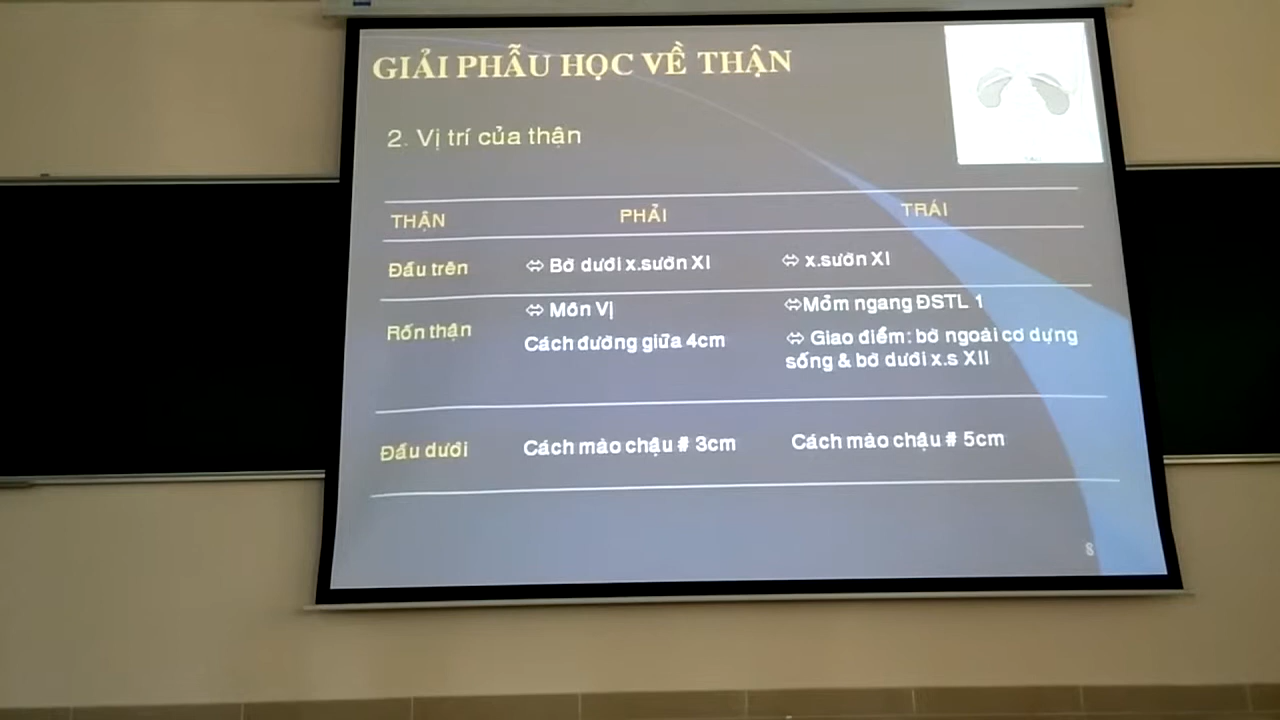 GIẢI PHẪU HỌC VỀ THẬN
2. Vị trí của thận
THẬN PHẢI TRÁI
Đầu trên ⬄ Bờ dưới x.sườn XI ⬄ x.sườn XI
Rốn thận ⬄ Môn Vị ⬄Mỏm ngang ĐSTL 1
Cách đường giữa 4cm ⬄ Giao điểm: bờ ngoài cơ dựng
sống & bờ dưới x.s XII
Đầu dưới Cách mào chậu # 3cm Cách mào chậu # 5cm
8